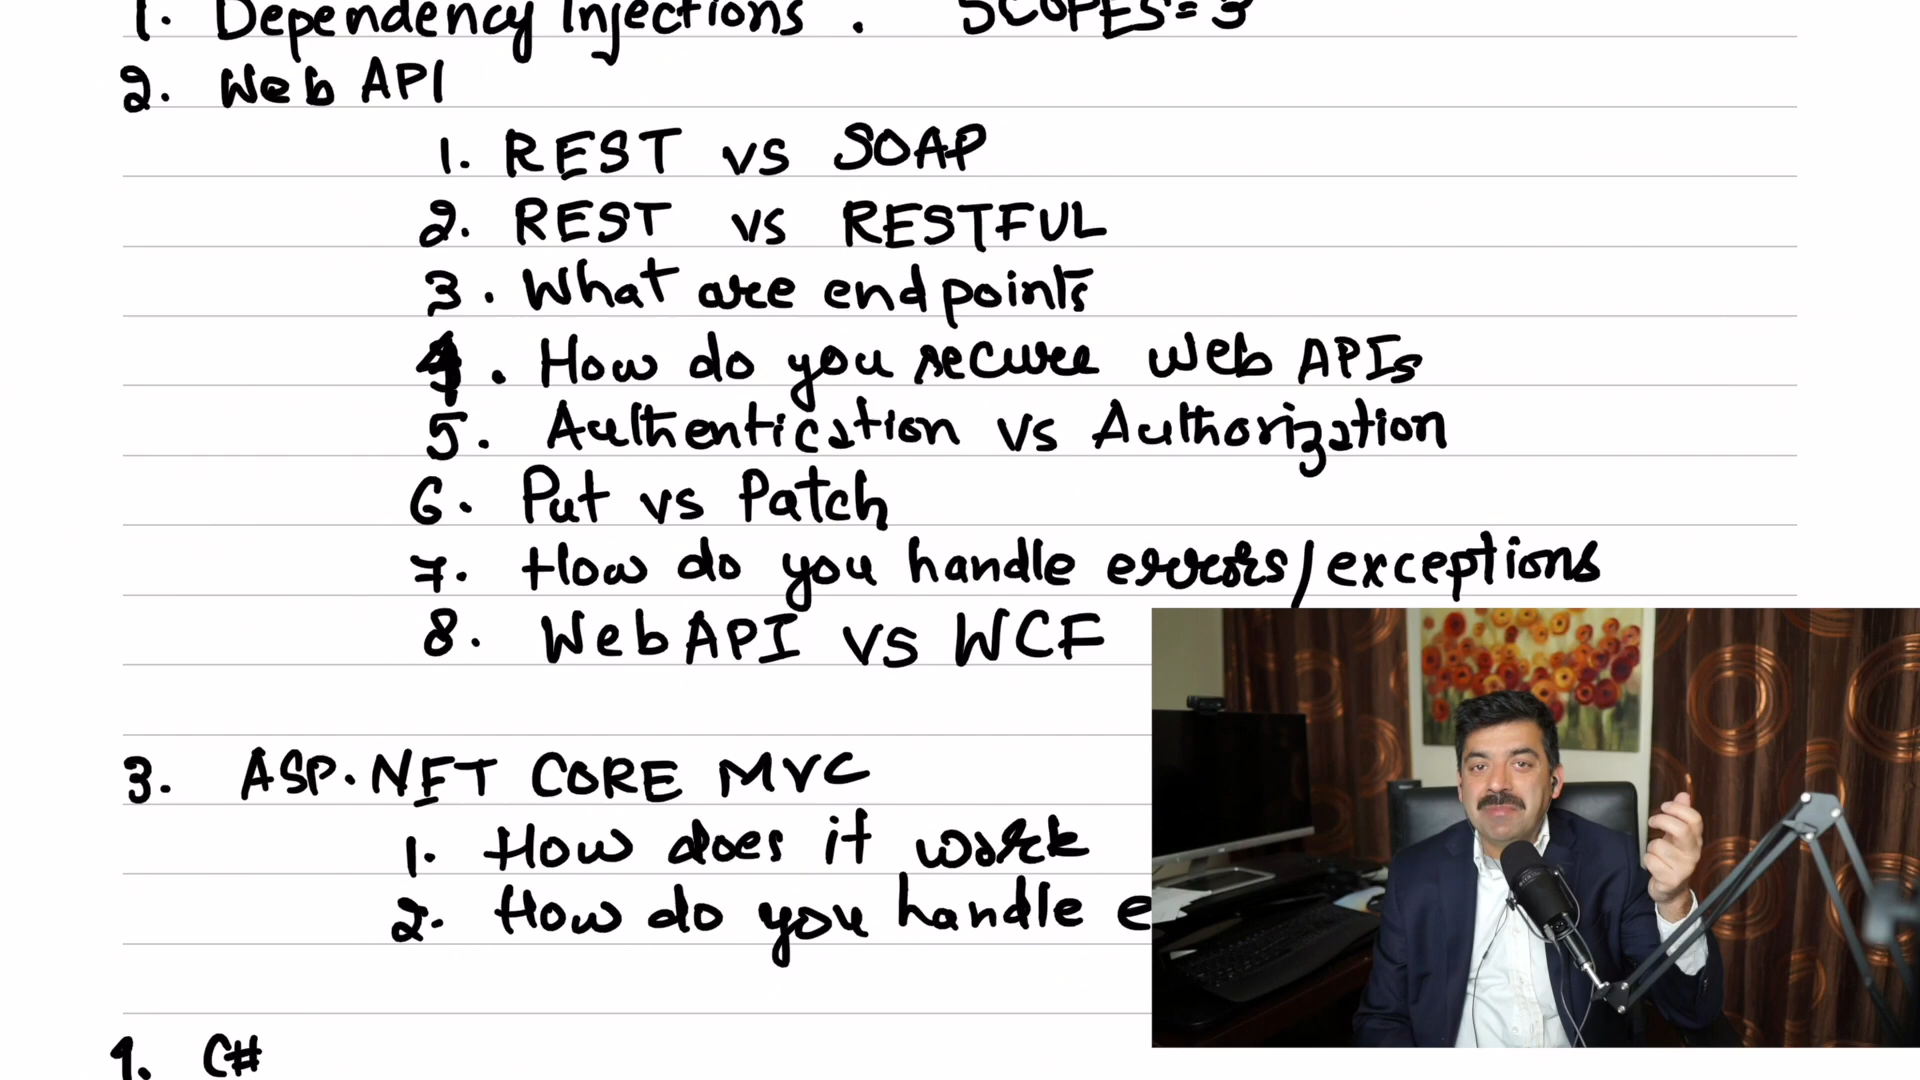 1. Dependency Injections. SCOPES = 3
2. Web API
1. REST vs SOAP
2. REST vs RESTFUL
3. What are endpoints
4. How do you secure web APIs
5. Authentication vs Authorization
6. Put vs Patch
7. How do you handle errors/exceptions
8. WebAPI vs WCF
3. ASP.NET CORE MVC
1. How does it work
2. How do you handle e
C#